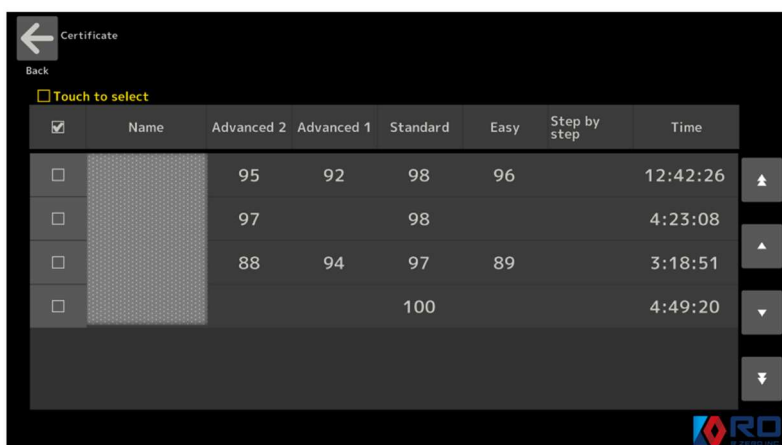 Certificate
Back
Touch to select
Name Advanced 2 Advanced 1 Standard Easy Step by step Time
95 92 98 96 12:42:26
97 98 4:23:08
88 94 97 89 3:18:51
100 4:49:20